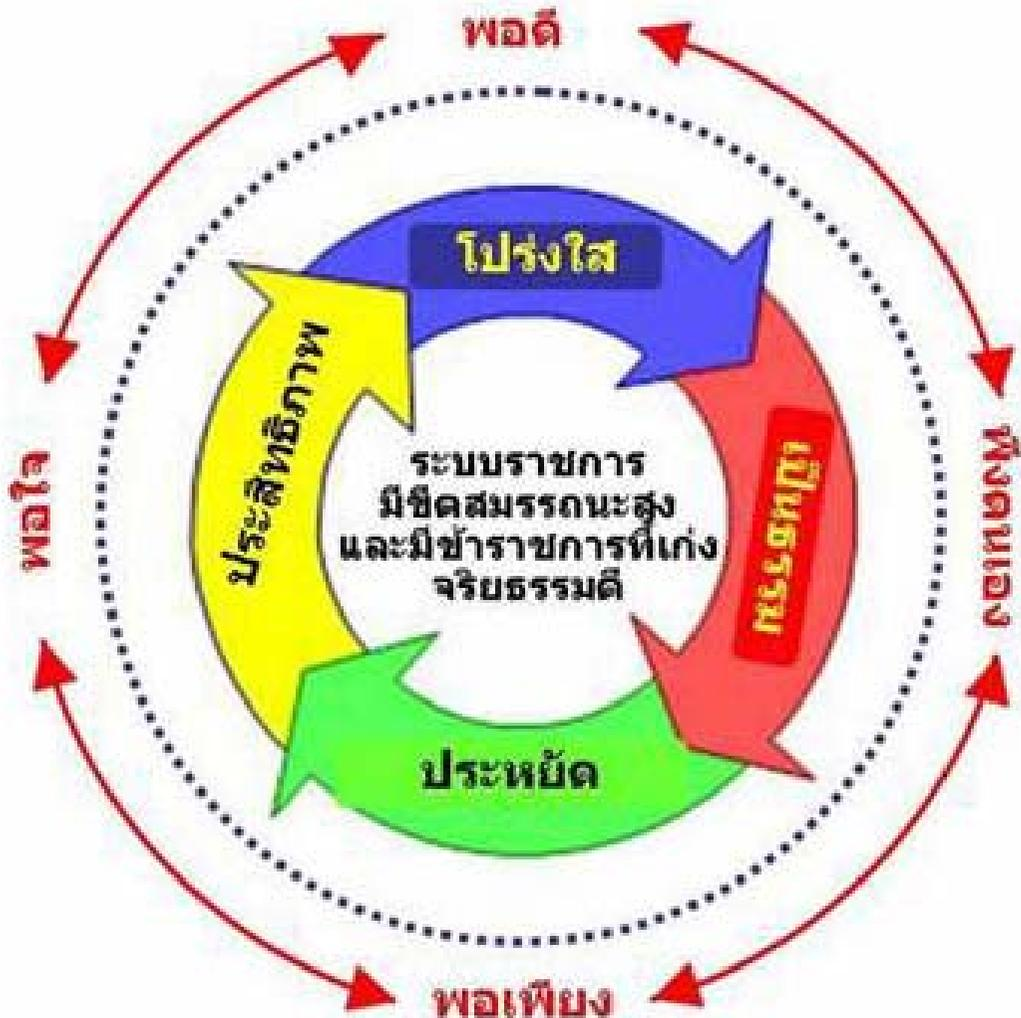 พอดี
โปร่งใส
ประสิทธิภาพ
เป็นธรรม
ระบบราชการ
มีขีดสมรรถนะสูง
และมีข้าราชการที่เก่ง
จริยธรรมดี
พอใจ
พึ่งตนเอง
ประหยัด
พอเพียง